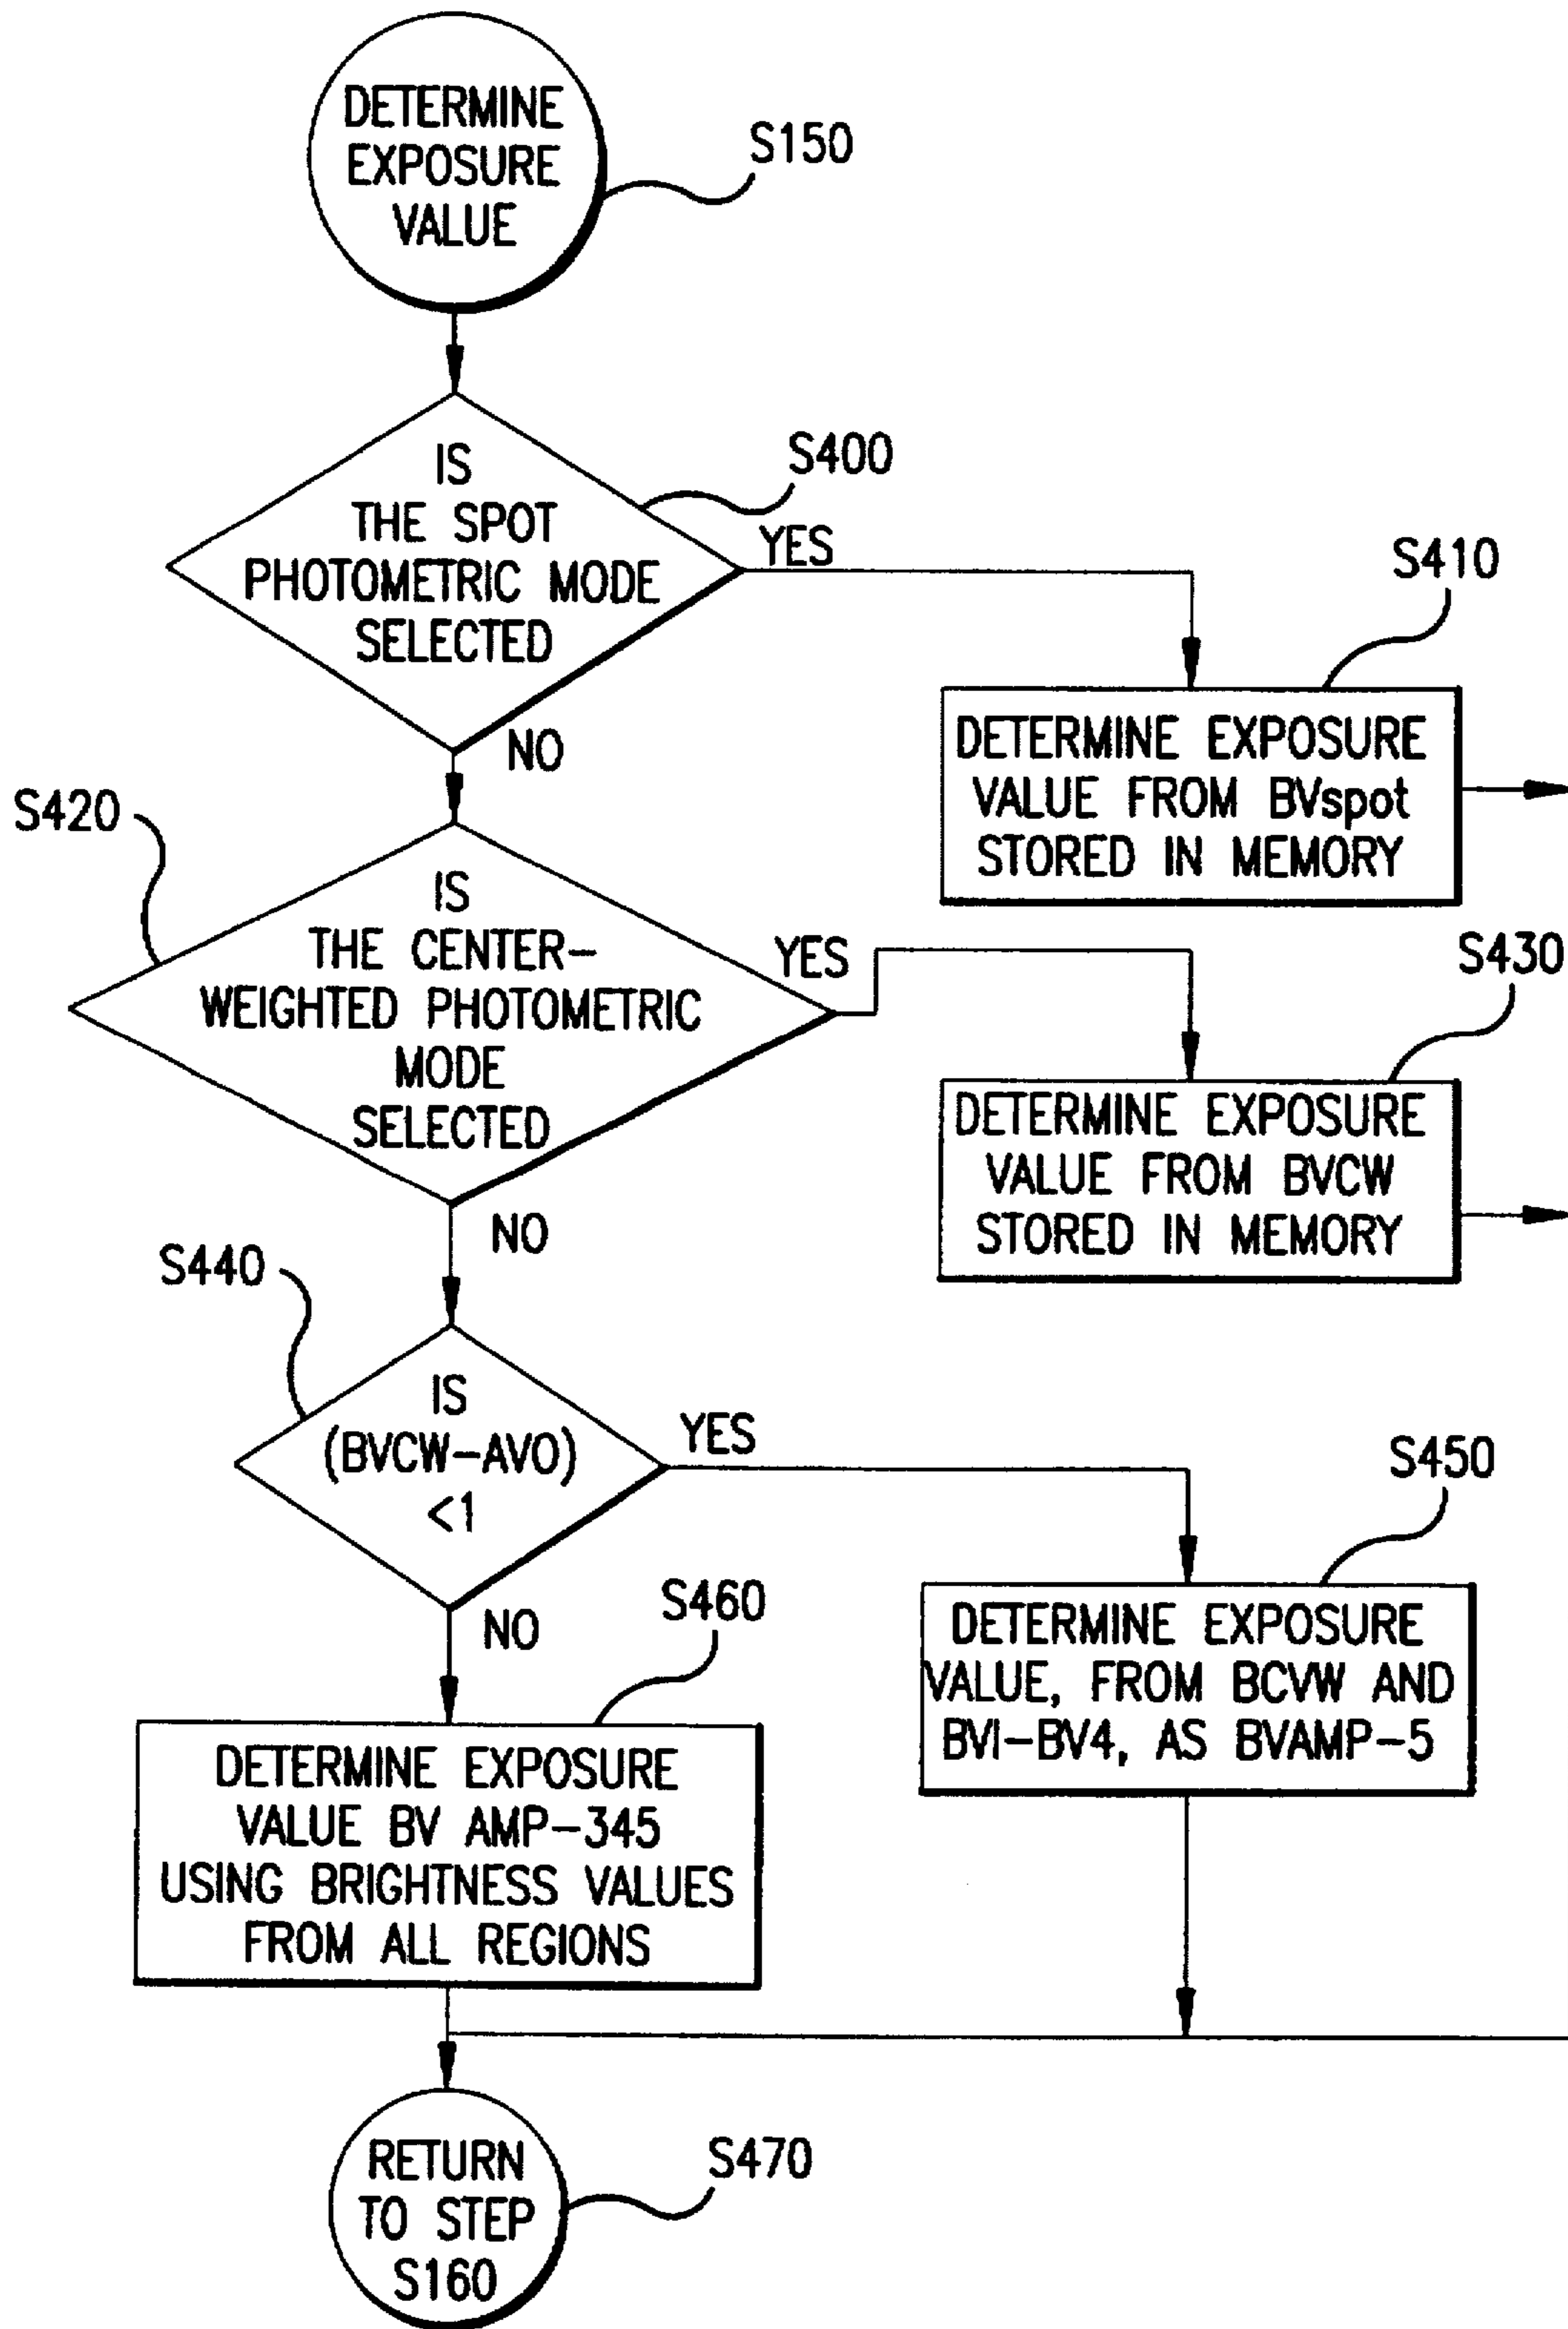 DETERMINE
EXPOSURE
VALUE
S150
IS
THE SPOT
PHOTOMETRIC MODE
SELECTED
S400
YES
NO
S410
DETERMINE EXPOSURE
VALUE FROM BVspot
STORED IN MEMORY
S420
IS
THE CENTER-
WEIGHTED PHOTOMETRIC
MODE
SELECTED
YES
NO
S430
DETERMINE EXPOSURE
VALUE FROM BVCW
STORED IN MEMORY
S440
IS
(BVCW-AVO)
<1
YES
NO
S450
DETERMINE EXPOSURE
VALUE, FROM BCVW AND
BVI-BV4, AS BVAMP-5
S460
DETERMINE EXPOSURE
VALUE BV AMP-345
USING BRIGHTNESS VALUES
FROM ALL REGIONS
RETURN
TO STEP
S160
S470